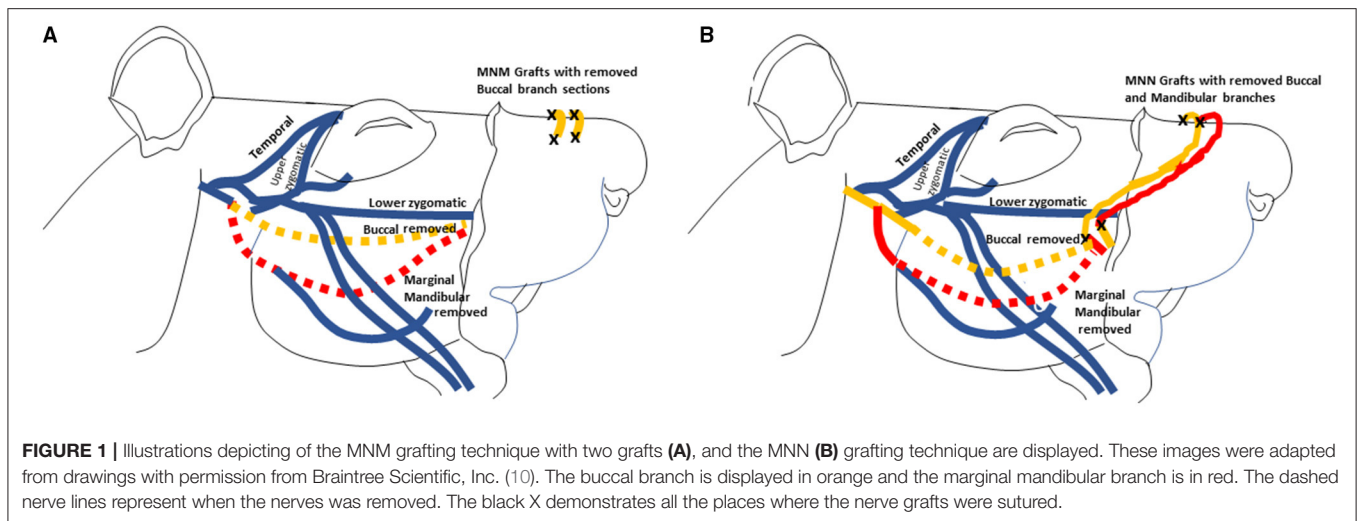 A
MNM Grafts with removed
Buccal branch sections
Temporal
Upper
zygomatic
Lower zygomatic
Buccal removed
Marginal
Mandibular
removed
X X
X X
B
MNN Grafts with removed Buccal
and Mandibular branches
Temporal
Upper
zygomatic
Lower zygomatic
Buccal removed
Marginal
Mandibular
removed
X X
X
X
FIGURE 1 | Illustrations depicting of the MNM grafting technique with two grafts (A), and the MNN (B) grafting technique are displayed. These images were adapted
from drawings with permission from Braintree Scientific, Inc. (10). The buccal branch is displayed in orange and the marginal mandibular branch is in red. The dashed
nerve lines represent when the nerves was removed. The black X demonstrates all the places where the nerve grafts were sutured.